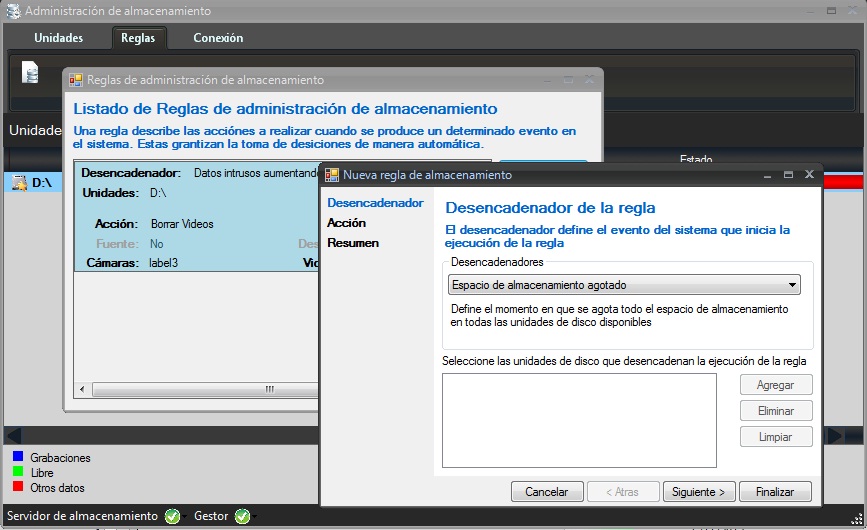 Administración de almacenamiento
Unidades
Reglas
Conexión
Unidade
Estado
D:\
Reglas de administración de almacenamiento
Listado de Reglas de administración de almacenamiento
Una regla describe las acciónes a realizar cuando se produce un determinado evento en
el sistema. Estas grantizan la toma de desiciones de manera automática.
Desencadenador: Datos intrusos aumentando
Unidades: D:\
Acción: Borrar Videos
Fuente: No Des
Cámaras: label3 Vid
Nueva regla de almacenamiento
Desencadenador
Acción
Resumen
Desencadenador de la regla
El desencadenador define el evento del sistema que inicia la
ejecución de la regla
Desencadenadores
Espacio de almacenamiento agotado
Define el momento en que se agota todo el espacio de almacenamiento
en todas las unidades de disco disponibles
Seleccione las unidades de disco que desencadenan la ejecución de la regla
Agregar
Eliminar
Limpiar
Cancelar
< Atras
Siguiente >
Finalizar
Grabaciones
Libre
Otros datos
Servidor de almacenamiento
Gestor